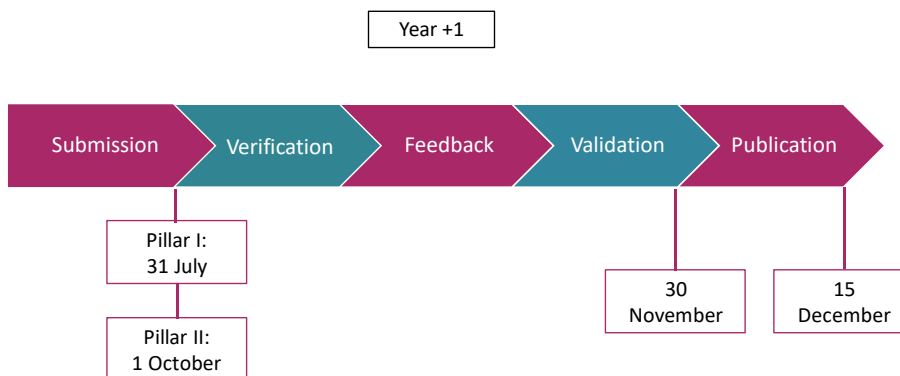 Year +1
Submission
Verification
Feedback
Validation
Publication
Pillar I:
31 July
Pillar II:
1 October
30
November
15
December